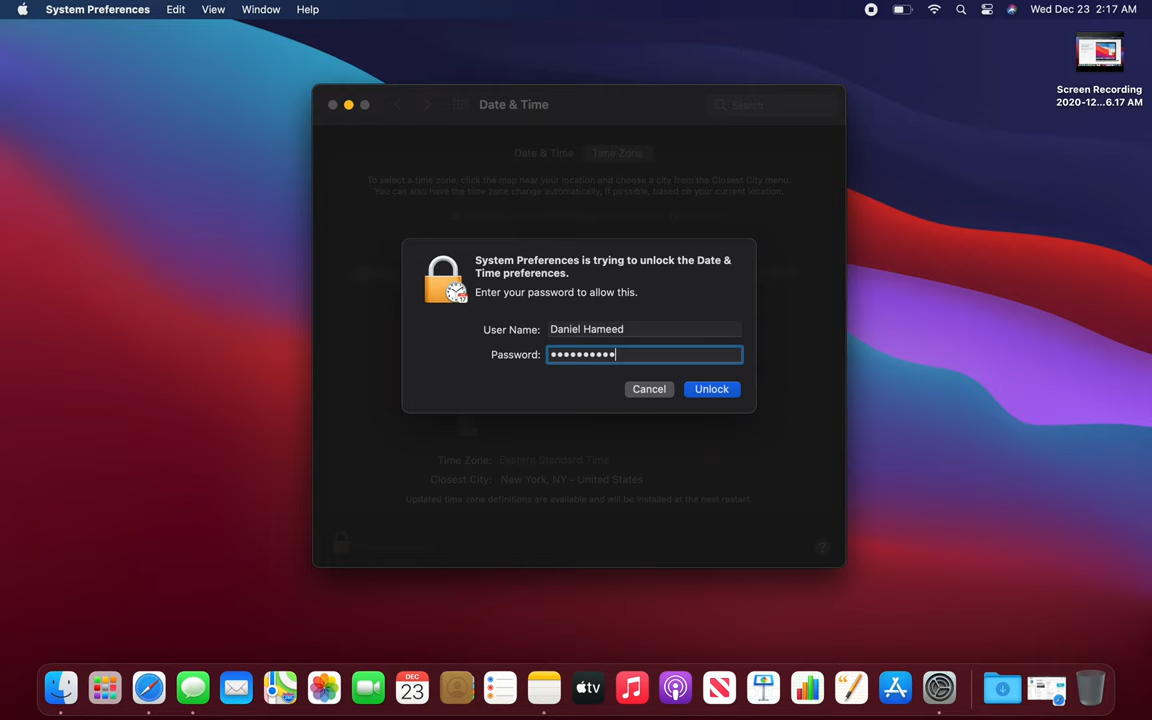 System Preferences Edit View Window Help
Wed Dec 23 2:17 AM
Screen Recording
2020-12...6.17 AM
Date & Time
Search
Date & Time Time Zone
To select a time zone, click the map near your location and choose a city from the Closest City menu.
You can also have the time zone change automatically, if possible, based on your current location.
System Preferences is trying to unlock the Date &
Time preferences.
Enter your password to allow this.
User Name: Daniel Hameed
Password: ••••••••••
Cancel Unlock
Time Zone: Eastern Standard Time
Closest City: New York, NY - United States
Updated time zone definitions are available and will be installed at the next restart.
?
DEC
23
tv